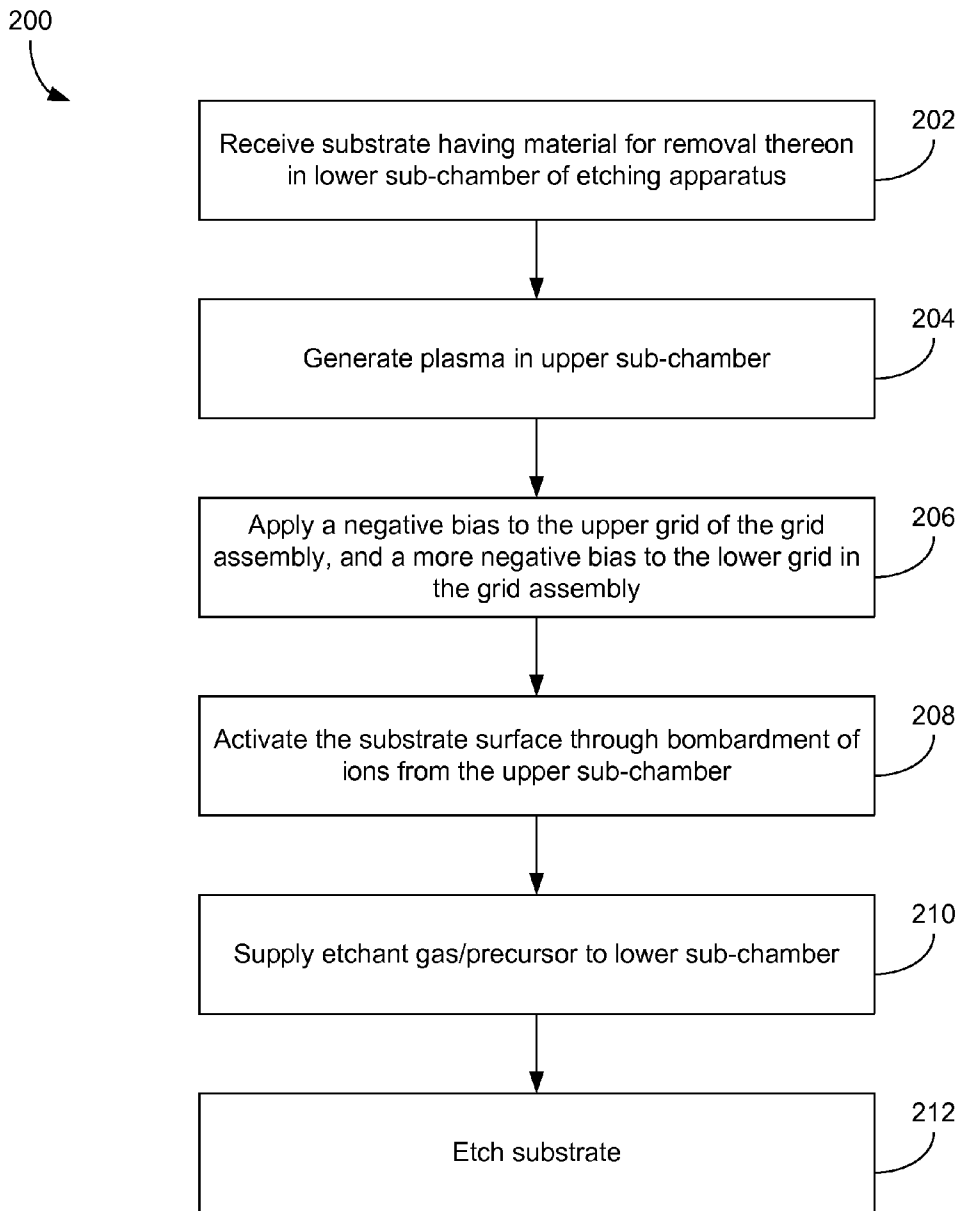 200
Receive substrate having material for removal thereon
in lower sub-chamber of etching apparatus
202
Generate plasma in upper sub-chamber
204
Apply a negative bias to the upper grid of the grid
assembly, and a more negative bias to the lower grid in
the grid assembly
206
Activate the substrate surface through bombardment of
ions from the upper sub-chamber
208
Supply etchant gas/precursor to lower sub-chamber
210
Etch substrate
212